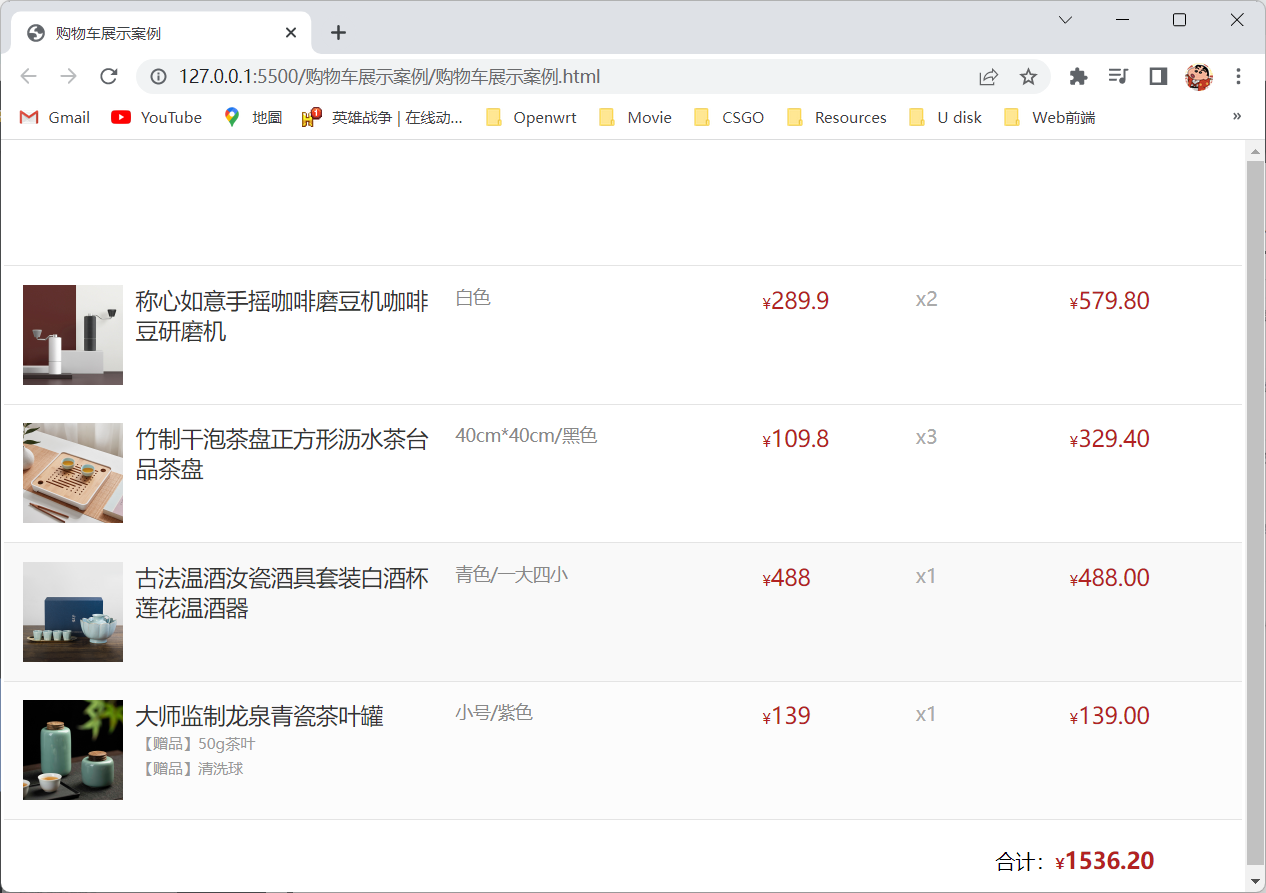 购物车展示案例
127.0.0.1:5500/购物车展示案例/购物车展示案例.html
Gmail YouTube 地圖 英雄战争 | 在线动... Openwrt Movie CSGO Resources U disk Web前端 »
称心如意手摇咖啡磨豆机咖啡 白色 ¥289.9 x2 ¥579.80
豆研磨机
竹制干泡茶盘正方形沥水茶台 40cm*40cm/黑色 ¥109.8 x3 ¥329.40
品茶盘
古法温酒汝瓷酒具套装白酒杯 青色/一大四小 ¥488 x1 ¥488.00
莲花温酒器
大师监制龙泉青瓷茶叶罐 小号/紫色 ¥139 x1 ¥139.00
【赠品】50g茶叶
【赠品】清洗球
合计：¥1536.20